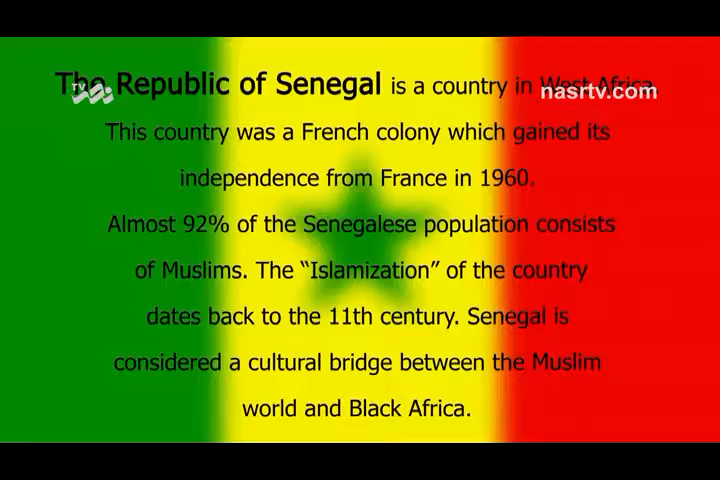 The Republic of Senegal is a country in West Africa.
This country was a French colony which gained its
independence from France in 1960.
Almost 92% of the Senegalese population consists
of Muslims. The “Islamization” of the country
dates back to the 11th century. Senegal is
considered a cultural bridge between the Muslim
world and Black Africa.
TV
nasrtv.com